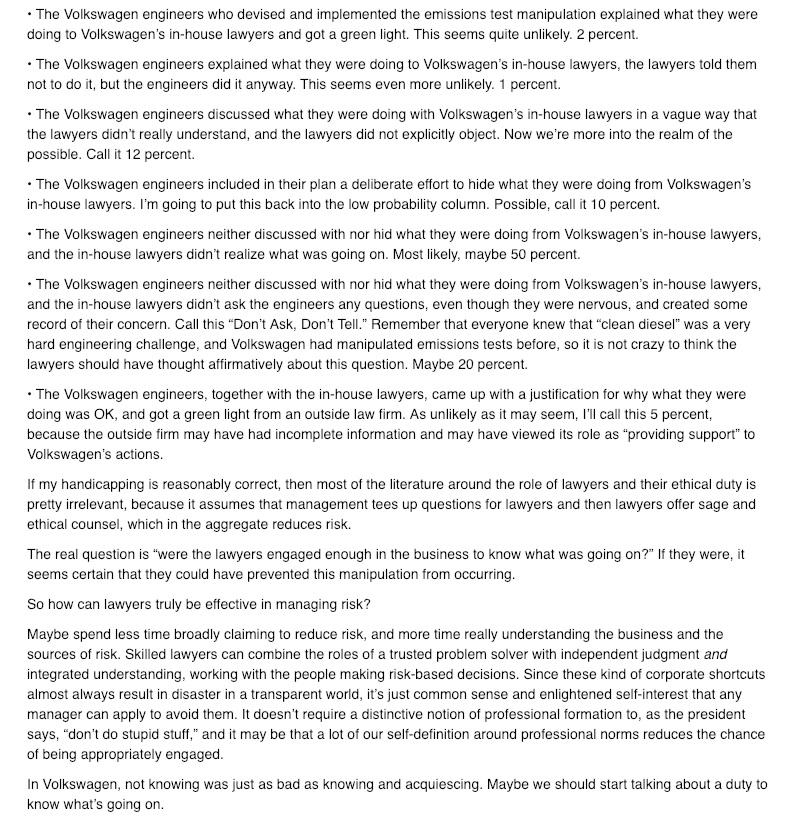 • The Volkswagen engineers who devised and implemented the emissions test manipulation explained what they were
doing to Volkswagen’s in-house lawyers and got a green light. This seems quite unlikely. 2 percent.
• The Volkswagen engineers explained what they were doing to Volkswagen’s in-house lawyers, the lawyers told them
not to do it, but the engineers did it anyway. This seems even more unlikely. 1 percent.
• The Volkswagen engineers discussed what they were doing with Volkswagen’s in-house lawyers in a vague way that
the lawyers didn’t really understand, and the lawyers did not explicitly object. Now we’re more into the realm of the
possible. Call it 12 percent.
• The Volkswagen engineers included in their plan a deliberate effort to hide what they were doing from Volkswagen’s
in-house lawyers. I’m going to put this back into the low probability column. Possible, call it 10 percent.
• The Volkswagen engineers neither discussed with nor hid what they were doing from Volkswagen’s in-house lawyers,
and the in-house lawyers didn’t realize what was going on. Most likely, maybe 50 percent.
• The Volkswagen engineers neither discussed with nor hid what they were doing from Volkswagen’s in-house lawyers,
and the in-house lawyers didn’t ask the engineers any questions, even though they were nervous, and created some
record of their concern. Call this “Don’t Ask, Don’t Tell.” Remember that everyone knew that “clean diesel” was a very
hard engineering challenge, and Volkswagen had manipulated emissions tests before, so it is not crazy to think the
lawyers should have thought affirmatively about this question. Maybe 20 percent.
• The Volkswagen engineers, together with the in-house lawyers, came up with a justification for why what they were
doing was OK, and got a green light from an outside law firm. As unlikely as it may seem, I’ll call this 5 percent,
because the outside firm may have had incomplete information and may have viewed its role as “providing support” to
Volkswagen’s actions.
If my handicapping is reasonably correct, then most of the literature around the role of lawyers and their ethical duty is
pretty irrelevant, because it assumes that management tees up questions for lawyers and then lawyers offer sage and
ethical counsel, which in the aggregate reduces risk.
The real question is “were the lawyers engaged enough in the business to know what was going on?” If they were, it
seems certain that they could have prevented this manipulation from occurring.
So how can lawyers truly be effective in managing risk?
Maybe spend less time broadly claiming to reduce risk, and more time really understanding the business and the
sources of risk. Skilled lawyers can combine the roles of a trusted problem solver with independent judgment and
integrated understanding, working with the people making risk-based decisions. Since these kind of corporate shortcuts
almost always result in disaster in a transparent world, it’s just common sense and enlightened self-interest that any
manager can apply to avoid them. It doesn’t require a distinctive notion of professional formation to, as the president
says, “don’t do stupid stuff,” and it may be that a lot of our self-definition around professional norms reduces the chance
of being appropriately engaged.
In Volkswagen, not knowing was just as bad as knowing and acquiescing. Maybe we should start talking about a duty to
know what’s going on.